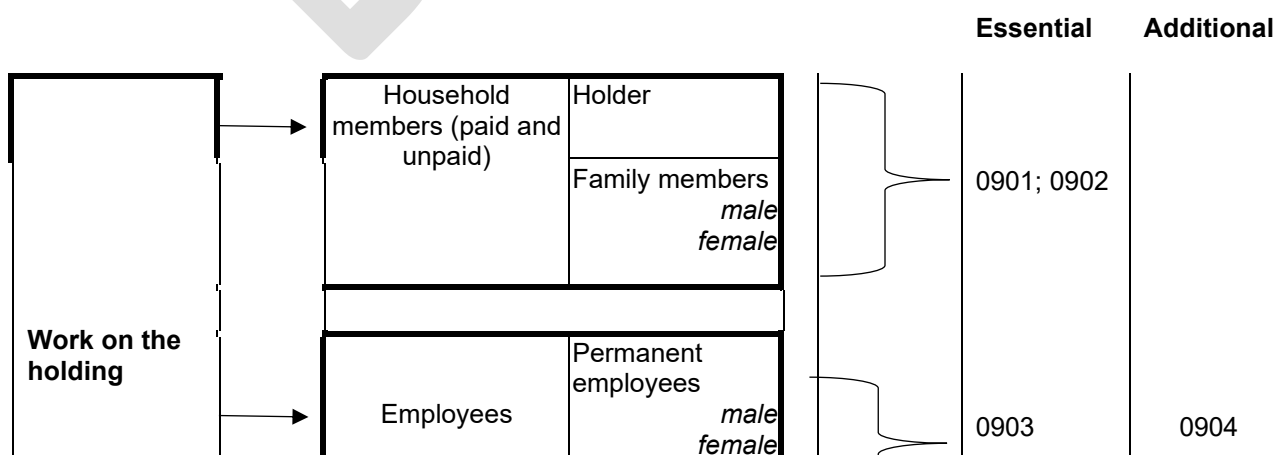 Essential Additional
Household
members (paid and
unpaid)
Holder
Family members
male
female
0901; 0902
Work on the
holding
Employees
Permanent
employees
male
female
0903 0904